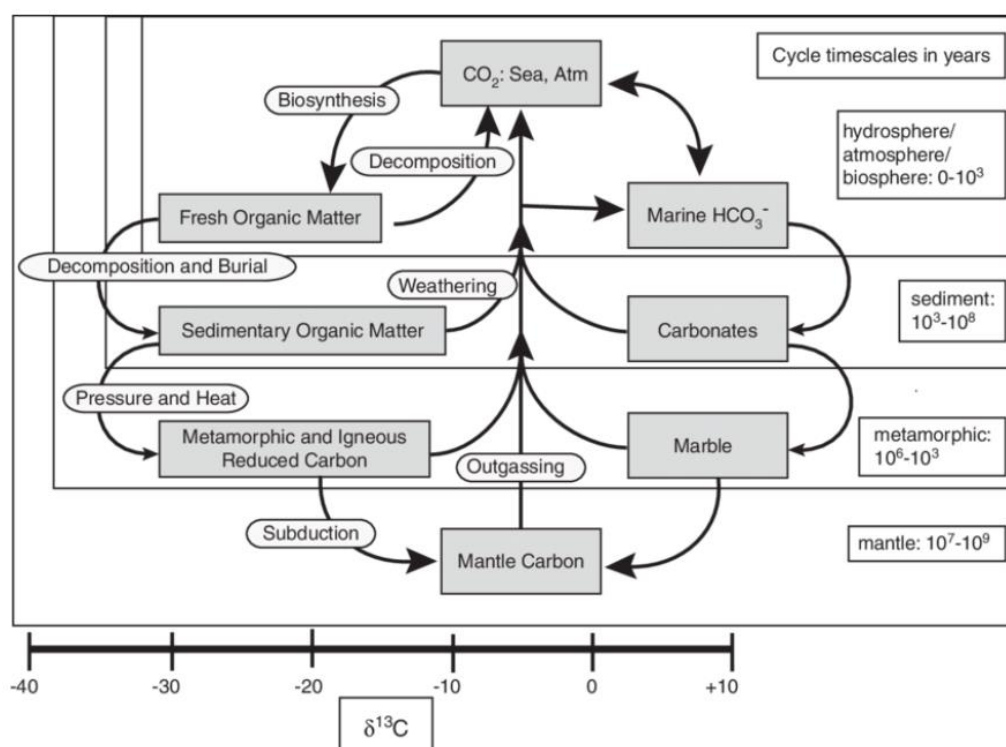 Cycle timescales in years
CO₂: Sea, Atm
Biosynthesis
hydrosphere/
atmosphere/
biosphere: 0-10³
Decomposition
Fresh Organic Matter
Marine HCO₃⁻
Decomposition and Burial
Weathering
sediment:
10³-10⁸
Sedimentary Organic Matter
Carbonates
Pressure and Heat
Metamorphic and Igneous
Reduced Carbon
Marble
metamorphic:
10⁶-10³
Outgassing
Subduction
Mantle Carbon
mantle: 10⁷-10⁹
-40 -30 -20 -10 0 +10
δ¹³C